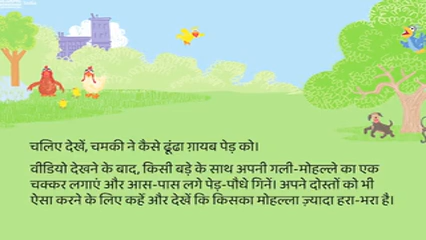 चलिए देखें, चमकी ने कैसे ढूंढा ग़ायब पेड़ को।
वीडियो देखने के बाद, किसी बड़े के साथ अपनी गली-मोहल्ले का एक
चक्कर लगाएं और आस-पास लगे पेड़-पौधे गिनें। अपने दोस्तों को भी
ऐसा करने के लिए कहें और देखें कि किसका मोहल्ला ज़्यादा हरा-भरा है।